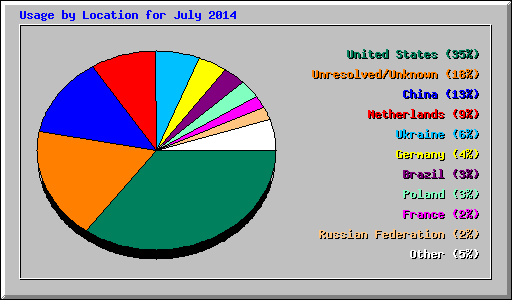 Usage by Location for July 2014
United States (35%)
Unresolved/Unknown (18%)
China (13%)
Netherlands (9%)
Ukraine (6%)
Germany (4%)
Brazil (3%)
Poland (3%)
France (2%)
Russian Federation (2%)
Other (5%)